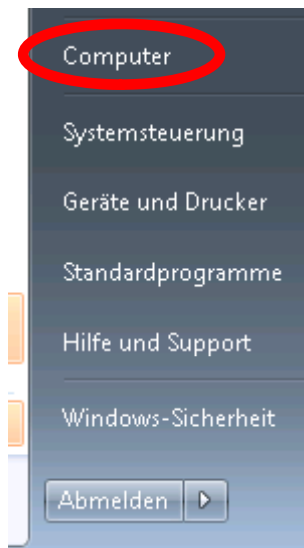 Computer
Systemsteuerung
Geräte und Drucker
Standardprogramme
Hilfe und Support
Windows-Sicherheit
Abmelden